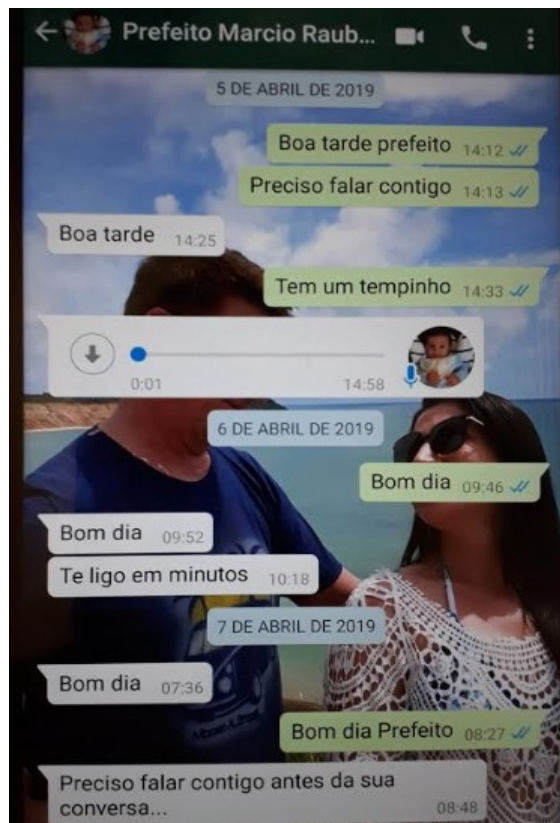 Prefeito Marcio Raub...
5 DE ABRIL DE 2019
Boa tarde prefeito 14:12
Preciso falar contigo 14:13
Boa tarde 14:25
Tem um tempinho 14:33
0:01 14:58
6 DE ABRIL DE 2019
Bom dia 09:46
Bom dia 09:52
Te ligo em minutos 10:18
7 DE ABRIL DE 2019
Bom dia 07:36
Bom dia Prefeito 08:27
Preciso falar contigo antes da sua
conversa... 08:48